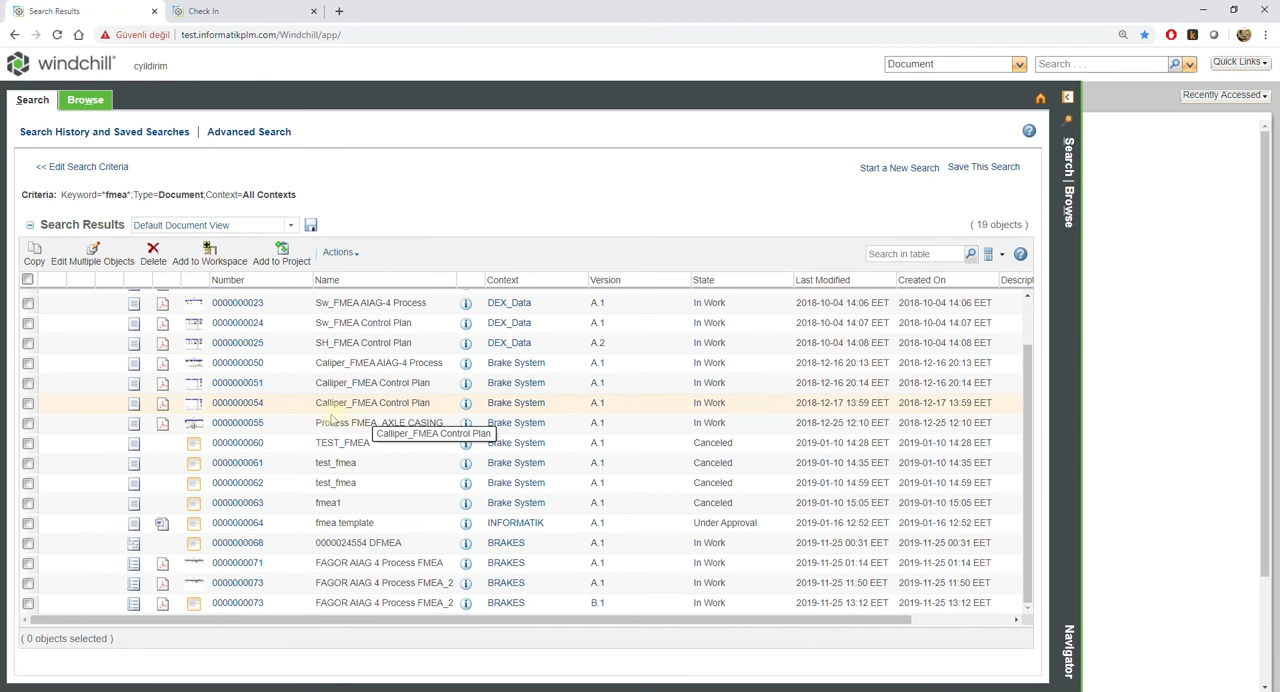 Search Results
Check In
Güvenli değil
test.informatikplm.com/Windchill/app/
windchill
cyildirim
Document
Search . . .
Quick Links
Search
Browse
Recently Accessed
Search History and Saved Searches | Advanced Search
<< Edit Search Criteria
Start a New Search
Save This Search
Criteria: Keyword=*fmea*;Type=Document;Context=All Contexts
Search Results
Default Document View
( 19 objects )
Copy
Edit Multiple Objects
Delete
Add to Workspace
Add to Project
Actions
Search in table
Number Name Context Version State Last Modified Created On Descript
0000000023 Sw_FMEA AIAG-4 Process DEX_Data A.1 In Work 2018-10-04 14:06 EET 2018-10-04 14:06 EET
0000000024 Sw_FMEA Control Plan DEX_Data A.1 In Work 2018-10-04 14:07 EET 2018-10-04 14:07 EET
0000000025 SH_FMEA Control Plan DEX_Data A.2 In Work 2018-10-04 14:08 EET 2018-10-04 14:08 EET
0000000050 Caliper_FMEA AIAG-4 Process Brake System A.1 In Work 2018-12-16 20:13 EET 2018-12-16 20:13 EET
0000000051 Calliper_FMEA Control Plan Brake System A.1 In Work 2018-12-16 20:14 EET 2018-12-16 20:14 EET
0000000054 Calliper_FMEA Control Plan Brake System A.1 In Work 2018-12-17 13:59 EET 2018-12-17 13:59 EET
0000000055 Process FMEA_AXLE CASING Brake System A.1 In Work 2018-12-25 12:10 EET 2018-12-25 12:10 EET
Calliper_FMEA Control Plan
0000000060 TEST_FMEA Brake System A.1 Canceled 2019-01-10 14:28 EET 2019-01-10 14:28 EET
0000000061 test_fmea Brake System A.1 Canceled 2019-01-10 14:35 EET 2019-01-10 14:35 EET
0000000062 test_fmea Brake System A.1 Canceled 2019-01-10 14:59 EET 2019-01-10 14:59 EET
0000000063 fmea1 Brake System A.1 Canceled 2019-01-10 15:05 EET 2019-01-10 15:05 EET
0000000064 fmea template INFORMATIK A.1 Under Approval 2019-01-16 12:52 EET 2019-01-16 12:52 EET
0000000068 0000024554 DFMEA BRAKES A.1 In Work 2019-11-25 00:31 EET 2019-11-25 00:31 EET
0000000071 FAGOR AIAG 4 Process FMEA BRAKES A.1 In Work 2019-11-25 01:14 EET 2019-11-25 01:14 EET
0000000073 FAGOR AIAG 4 Process FMEA_2 BRAKES A.1 In Work 2019-11-25 11:50 EET 2019-11-25 11:50 EET
0000000073 FAGOR AIAG 4 Process FMEA_2 BRAKES B.1 In Work 2019-11-25 13:12 EET 2019-11-25 13:12 EET
( 0 objects selected )
Search | Browse
Navigator